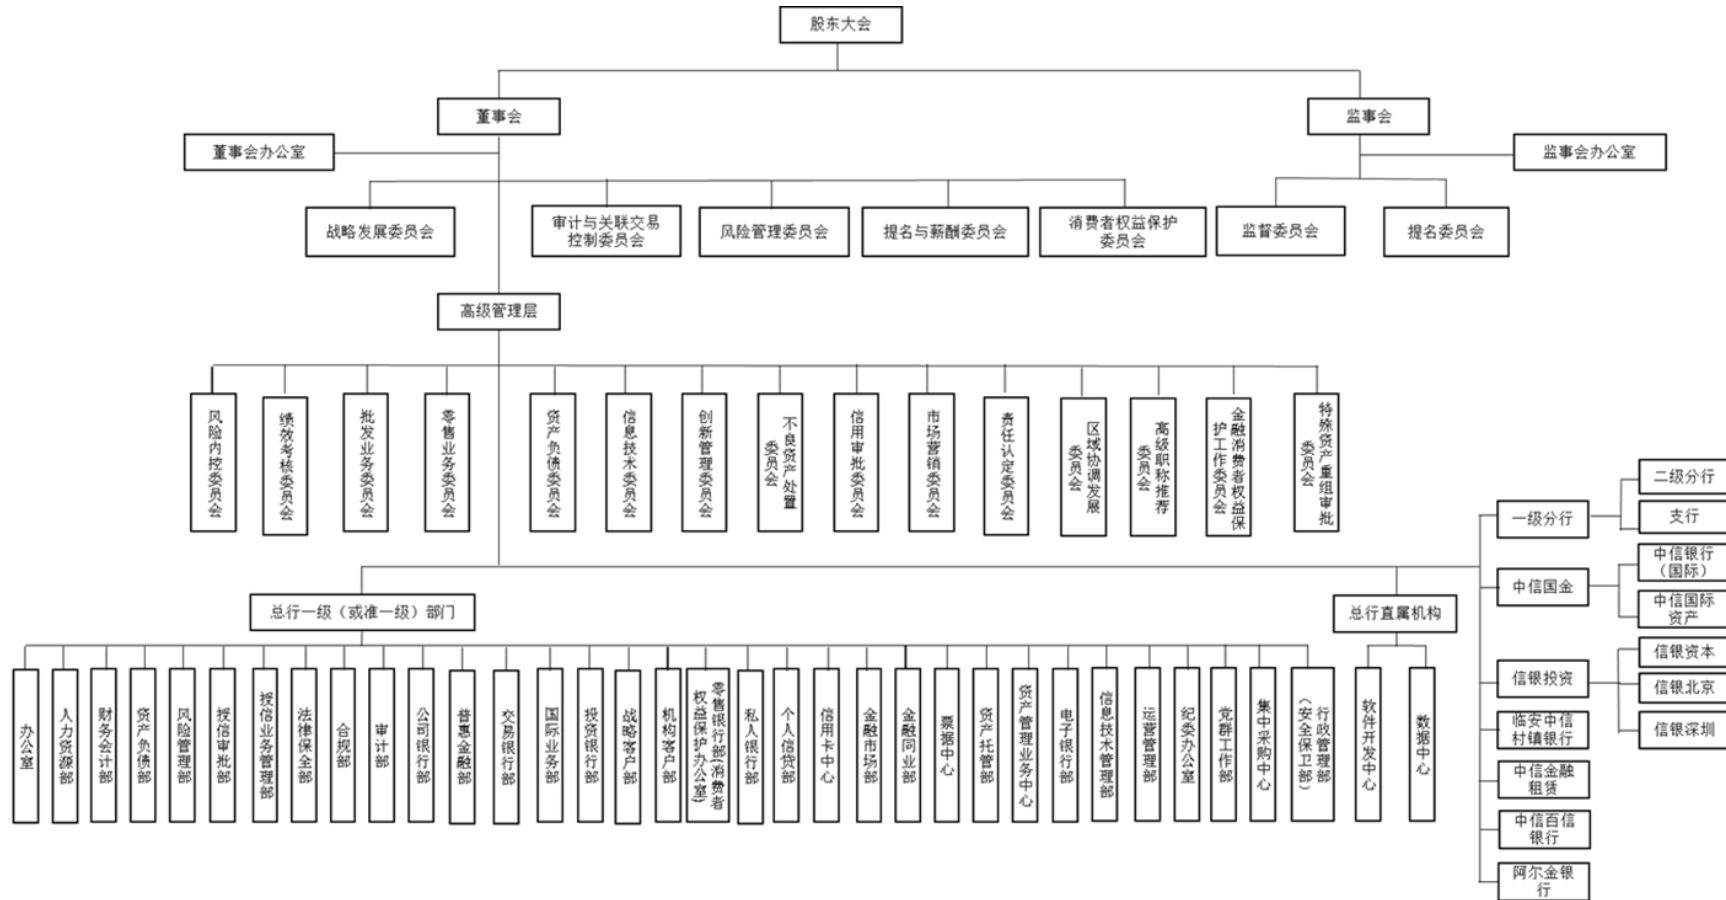 股东大会
董事会
监事会
董事会办公室
监事会办公室
战略发展委员会
审计与关联交易
控制委员会
风险管理委员会
提名与薪酬委员会
消费者权益保护
委员会
监督委员会
提名委员会
高级管理层
风险内控委员会
绩效考核委员会
批发业务委员会
零售业务委员会
资产负债委员会
信息技术委员会
创新管理委员会
不良资产处置
委员会
信用审批委员会
市场营销委员会
责任认定委员会
区域协调发展
委员会
高级职称推荐
委员会
金融消费者权益保
护工作委员会
特殊资产重组审批
委员会
总行一级（或准一级）部门
总行直属机构
办公室
人力资源部
财务会计部
资产负债部
风险管理部
授信审批部
授信业务管理部
法律保全部
合规部
审计部
公司银行部
普惠金融部
交易银行部
国际业务部
投资银行部
战略客户部
机构客户部
零售银行部(消费者
权益保护办公室)
私人银行部
个人信贷部
信用卡中心
金融市场部
金融同业部
票据中心
资产托管部
资产管理业务中心
电子银行部
信息技术管理部
运营管理部
纪委办公室
党群工作部
集中采购中心
行政管理部
（安全保卫部）
软件开发中心
数据中心
一级分行
二级分行
支行
中信国金
中信银行
（国际）
中信国际
资产
信银投资
信银资本
信银北京
信银深圳
临安中信
村镇银行
中信金融
租赁
中信百信
银行
阿尔金银
行